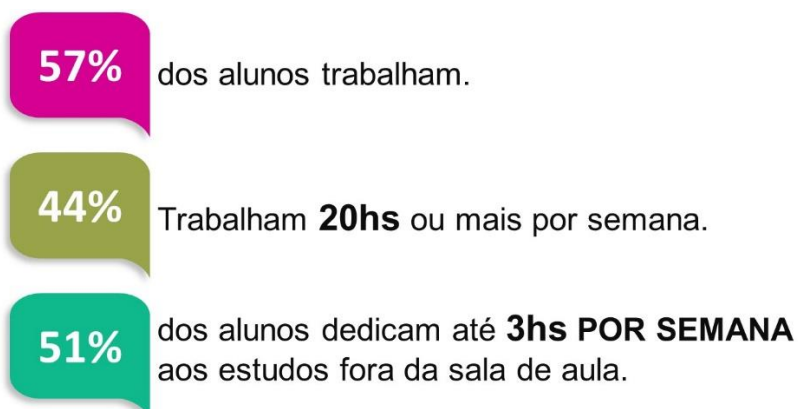 57% dos alunos trabalham.
44% Trabalham 20hs ou mais por semana.
51% dos alunos dedicam até 3hs POR SEMANA
aos estudos fora da sala de aula.